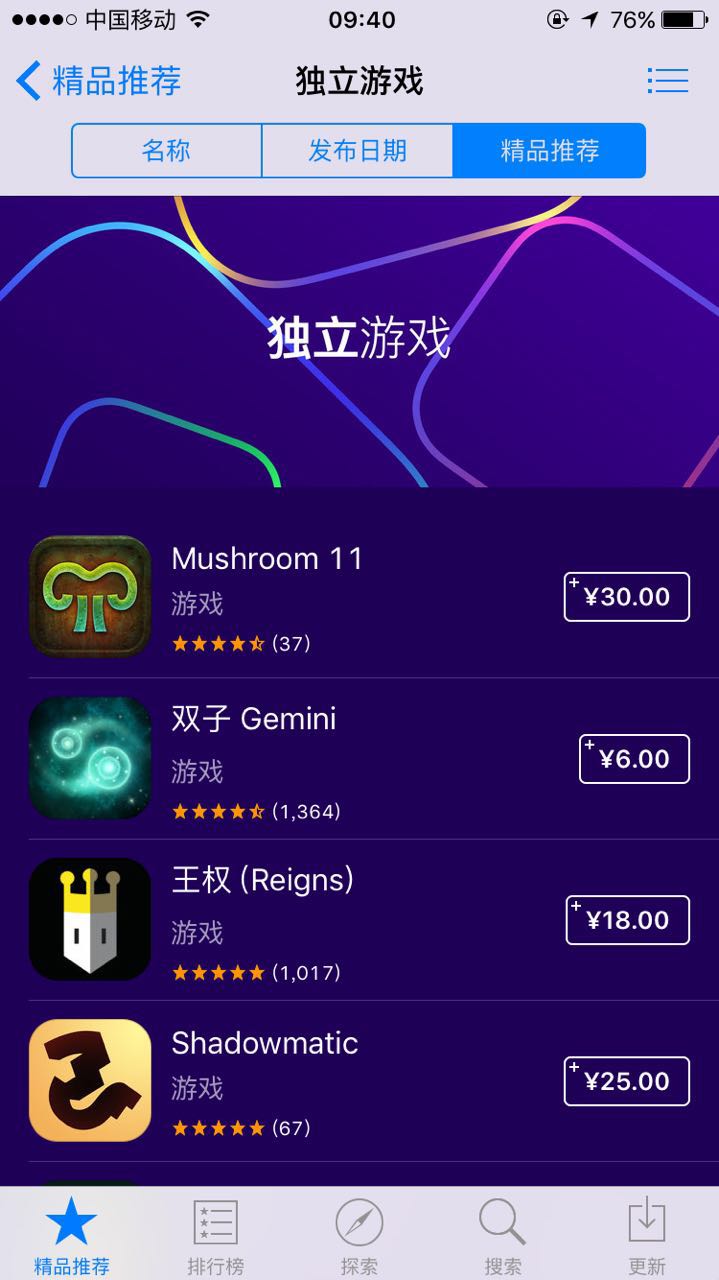 中国移动 09:40 76%
精品推荐 独立游戏
名称 发布日期 精品推荐
独立游戏
Mushroom 11
游戏
(37)
+¥30.00
双子 Gemini
游戏
(1,364)
+¥6.00
王权 (Reigns)
游戏
(1,017)
+¥18.00
Shadowmatic
游戏
(67)
+¥25.00
精品推荐 排行榜 探索 搜索 更新